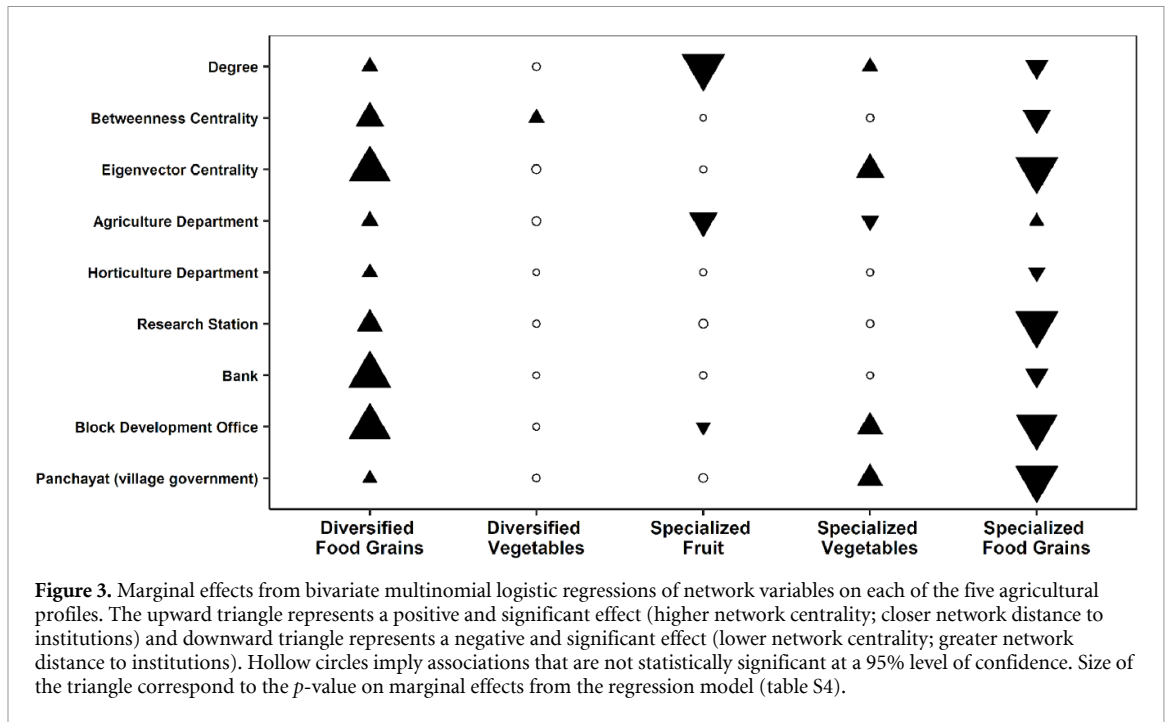 Degree
Betweenness Centrality
Eigenvector Centrality
Agriculture Department
Horticulture Department
Research Station
Bank
Block Development Office
Panchayat (village government)
Diversified Food Grains
Diversified Vegetables
Specialized Fruit
Specialized Vegetables
Specialized Food Grains
Figure 3. Marginal effects from bivariate multinomial logistic regressions of network variables on each of the five agricultural
profiles. The upward triangle represents a positive and significant effect (higher network centrality; closer network distance to
institutions) and downward triangle represents a negative and significant effect (lower network centrality; greater network
distance to institutions). Hollow circles imply associations that are not statistically significant at a 95% level of confidence. Size of
the triangle correspond to the p-value on marginal effects from the regression model (table S4).